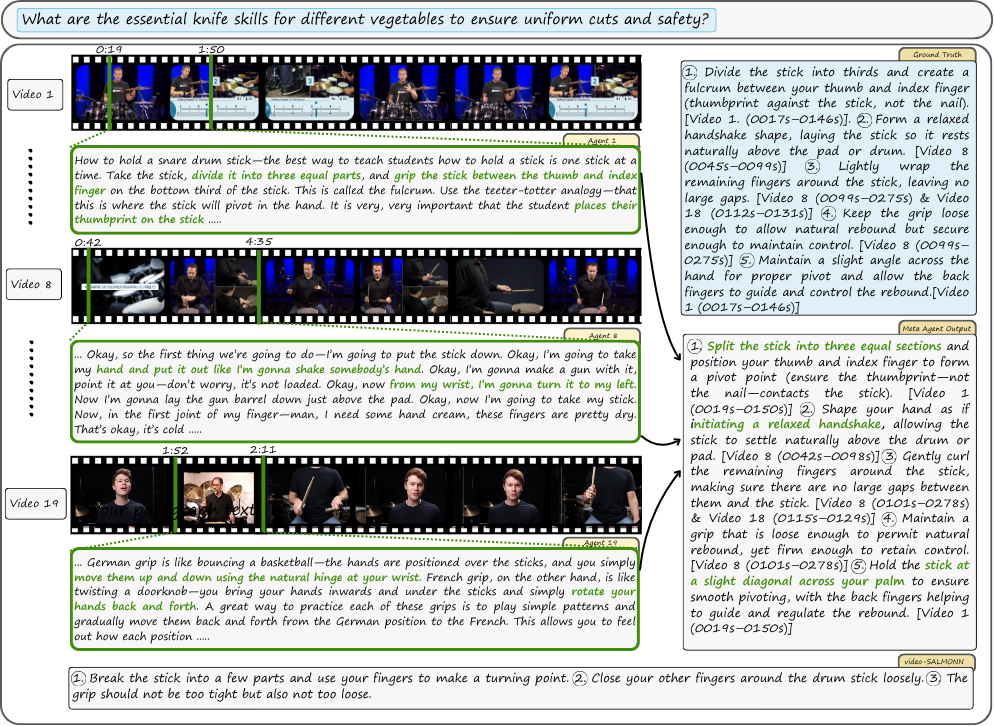 What are the essential knife skills for different vegetables to ensure uniform cuts and safety?
0:19
1:50
Video 1
Agent 1
How to hold a snare drum stick—the best way to teach students how to hold a stick is one stick at a
time. Take the stick, divide it into three equal parts, and grip the stick between the thumb and index
finger on the bottom third of the stick. This is called the fulcrum. Use the teeter-totter analogy—that
this is where the stick will pivot in the hand. It is very, very important that the student places their
thumbprint on the stick .....
0:42
4:35
Video 8
Agent 8
... Okay, so the first thing we're going to do—I'm going to put the stick down. Okay, I'm going to take
my hand and put it out like I'm gonna shake somebody's hand. Okay, I'm gonna make a gun with it,
point it at you—don't worry, it's not loaded. Okay, now from my wrist, I'm gonna turn it to my left.
Now I'm gonna lay the gun barrel down just above the pad. Okay, now I'm going to take my stick.
Now, in the first joint of my finger—man, I need some hand cream, these fingers are pretty dry.
That's okay, it's cold .....
1:52
2:11
Video 19
Agent 19
... German grip is like bouncing a basketball—the hands are positioned over the sticks, and you simply
move them up and down using the natural hinge at your wrist. French grip, on the other hand, is like
twisting a doorknob—you bring your hands inwards and under the sticks and simply rotate your
hands back and forth. A great way to practice each of these grips is to play simple patterns and
gradually move them back and forth from the German position to the French. This allows you to feel
out how each position .....
Ground Truth
1. Divide the stick into thirds and create a
fulcrum between your thumb and index finger
(thumbprint against the stick, not the nail).
[Video 1. (0017s–0146s)]. 2. Form a relaxed
handshake shape, laying the stick so it rests
naturally above the pad or drum. [Video 8
(0045s–0099s)] 3. Lightly wrap the
remaining fingers around the stick, leaving no
large gaps. [Video 8 (0099s–0275s) & Video
18 (0112s–0131s)] 4. Keep the grip loose
enough to allow natural rebound but secure
enough to maintain control. [Video 8 (0099s–
0275s)] 5. Maintain a slight angle across the
hand for proper pivot and allow the back
fingers to guide and control the rebound.[Video
1 (0017s–0146s)]
Meta Agent Output
1. Split the stick into three equal sections and
position your thumb and index finger to form
a pivot point (ensure the thumbprint—not
the nail—contacts the stick). [Video 1
(0019s–0150s)] 2. Shape your hand as if
initiating a relaxed handshake, allowing the
stick to settle naturally above the drum or
pad. [Video 8 (0042s–0098s)] 3. Gently curl
the remaining fingers around the stick,
making sure there are no large gaps between
them and the stick. [Video 8 (0101s–0278s)
& Video 18 (0115s–0129s)] 4. Maintain a
grip that is loose enough to permit natural
rebound, yet firm enough to retain control.
[Video 8 (0101s–0278s)] 5. Hold the stick at
a slight diagonal across your palm to ensure
smooth pivoting, with the back fingers helping
to guide and regulate the rebound. [Video 1
(0019s–0150s)]
video-SALMONN
1. Break the stick into a few parts and use your fingers to make a turning point. 2. Close your other fingers around the drum stick loosely. 3. The
grip should not be too tight but also not too loose.